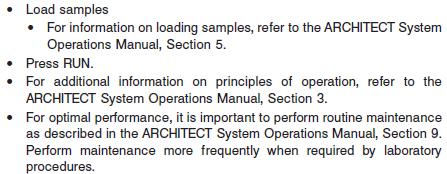 • Load samples
• For information on loading samples, refer to the ARCHITECT System
Operations Manual, Section 5.
• Press RUN.
• For additional information on principles of operation, refer to the
ARCHITECT System Operations Manual, Section 3.
• For optimal performance, it is important to perform routine maintenance
as described in the ARCHITECT System Operations Manual, Section 9.
Perform maintenance more frequently when required by laboratory
procedures.